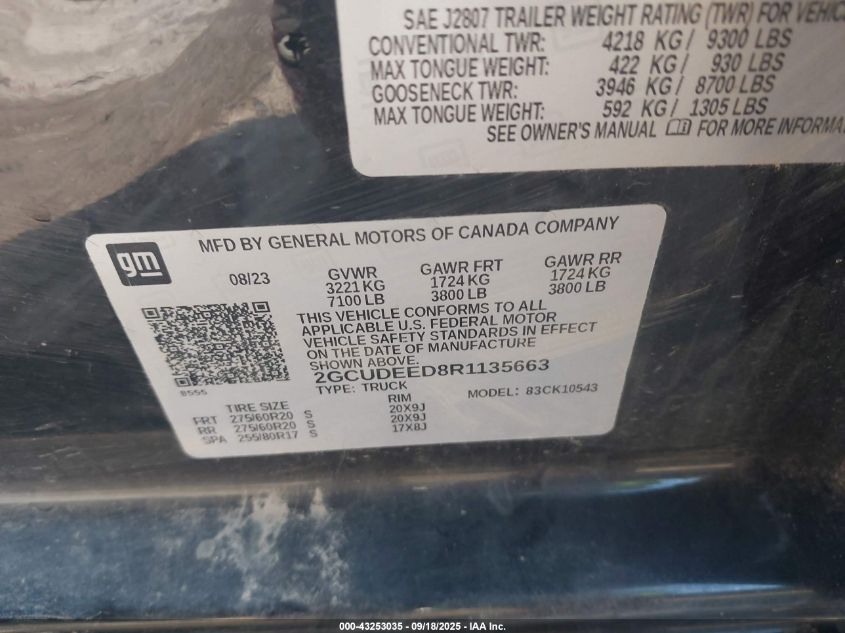 SAE J2807 TRAILER WEIGHT RATING (TWR) FOR VEHIC
CONVENTIONAL TWR: 4218 KG / 9300 LBS
MAX TONGUE WEIGHT: 422 KG / 930 LBS
GOOSENECK TWR: 3946 KG / 8700 LBS
MAX TONGUE WEIGHT: 592 KG / 1305 LBS
SEE OWNER'S MANUAL FOR MORE INFORMA
gm
MFD BY GENERAL MOTORS OF CANADA COMPANY
08/23 GVWR GAWR FRT GAWR RR
3221 KG 1724 KG 1724 KG
7100 LB 3800 LB 3800 LB
THIS VEHICLE CONFORMS TO ALL
APPLICABLE U.S. FEDERAL MOTOR
VEHICLE SAFETY STANDARDS IN EFFECT
ON THE DATE OF MANUFACTURE
SHOWN ABOVE.
2GCUDEED8R1135663
8555 TYPE: TRUCK MODEL: 83CK10543
TIRE SIZE RIM
FRT 275/60R20 S 20X9J
RR 275/60R20 S 20X9J
SPA 255/80R17 S 17X8J
000-43253035 - 09/18/2025 - IAA Inc.